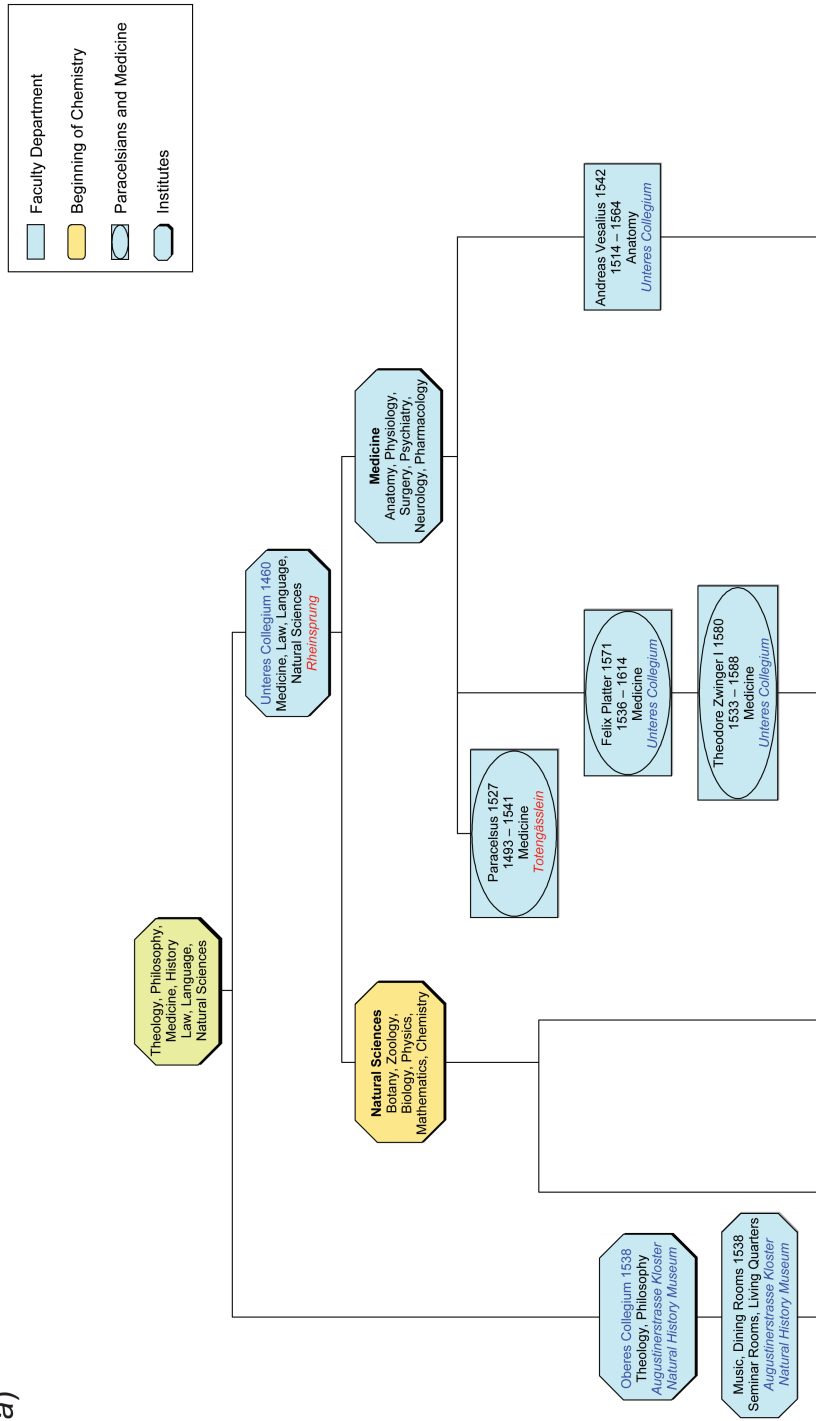 a)
Faculty Department
Beginning of Chemistry
Paracelsians and Medicine
Institutes
Theology, Philosophy,
Medicine, History
Law, Language,
Natural Sciences
Unteres Collegium 1460
Medicine, Law, Language,
Natural Sciences
Rheinsprung
Natural Sciences
Botany, Zoology,
Biology, Physics,
Mathematics, Chemistry
Medicine
Anatomy, Physiology,
Surgery, Psychiatry,
Neurology, Pharmacology
Paracelsus 1527
1493 – 1541
Medicine
Totengässlein
Oberes Collegium 1538
Theology, Philosophy
Augustinerstrasse Kloster
Natural History Museum
Felix Platter 1571
1536 – 1614
Medicine
Unteres Collegium
Andreas Vesalius 1542
1514 – 1564
Anatomy
Unteres Collegium
Music, Dining Rooms 1538
Seminar Rooms, Living Quarters
Augustinerstrasse Kloster
Natural History Museum
Theodore Zwinger I 1580
1533 – 1588
Medicine
Unteres Collegium